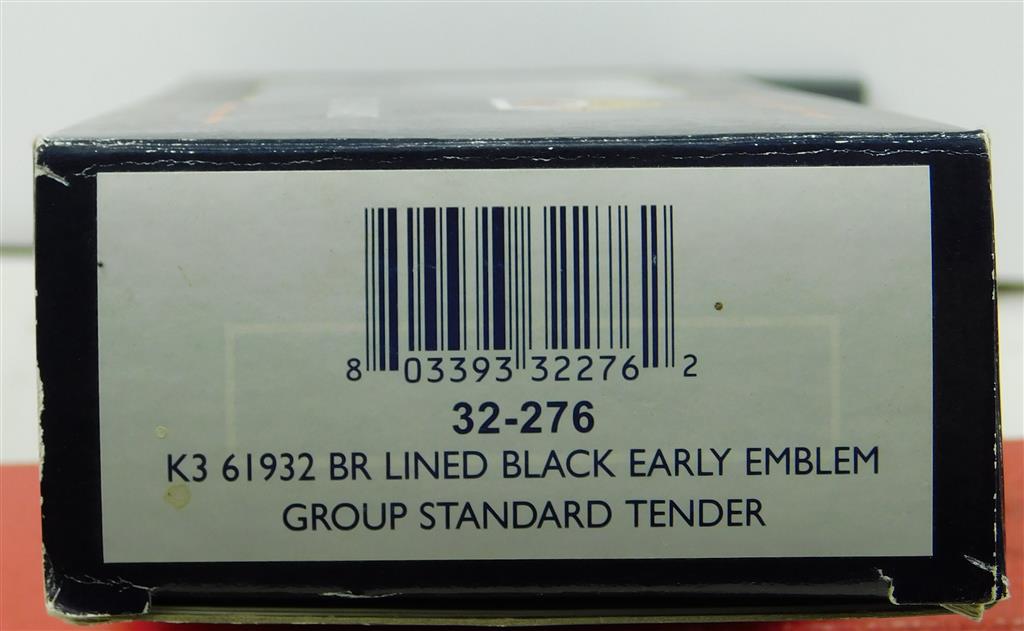 8 03393 32276 2
32-276
K3 61932 BR LINED BLACK EARLY EMBLEM
GROUP STANDARD TENDER